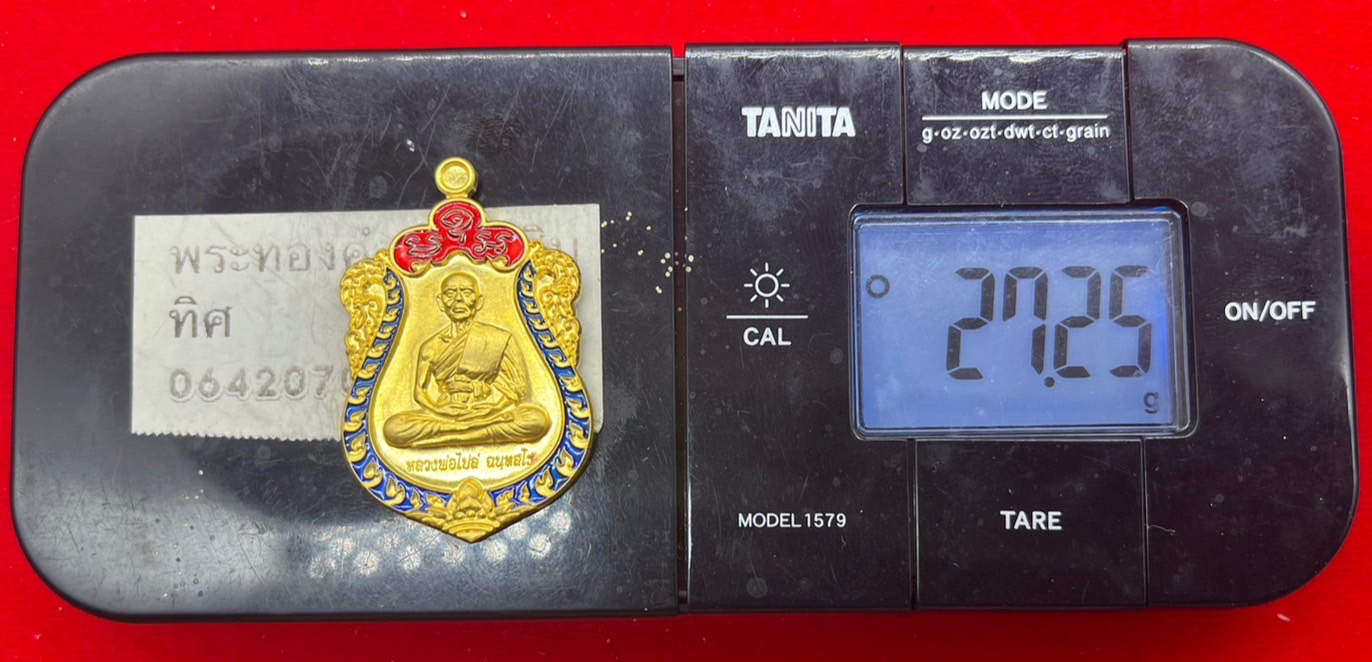 พระทองคำ
ทิศ
064207
หลวงพ่อไปล่ ฉนฺทสโร
TANITA
MODE
g·oz·ozt·dwt·ct·grain
CAL
27.25
g
ON/OFF
MODEL 1579
TARE